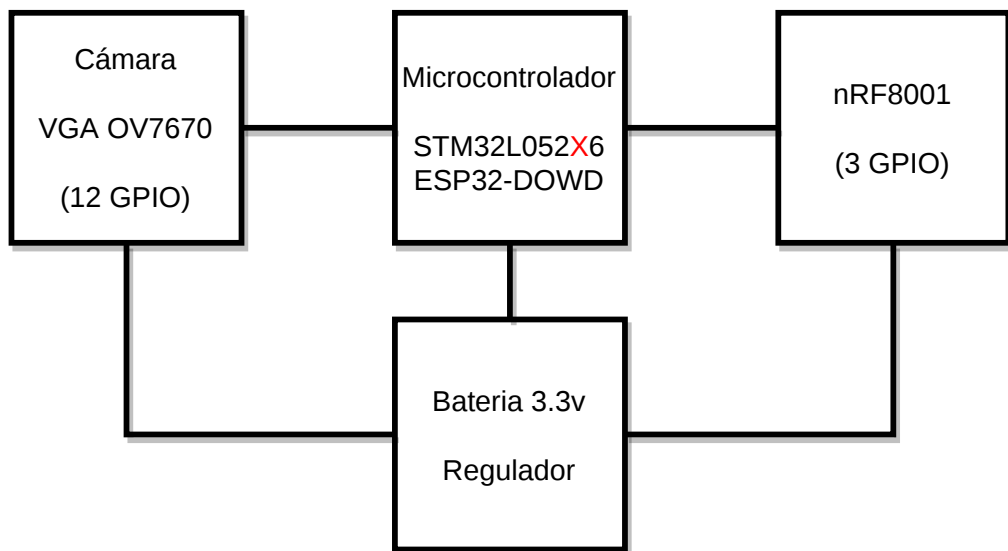 Cámara
VGA OV7670
(12 GPIO)
Microcontrolador
STM32L052X6
ESP32-DOWD
nRF8001
(3 GPIO)
Bateria 3.3v
Regulador